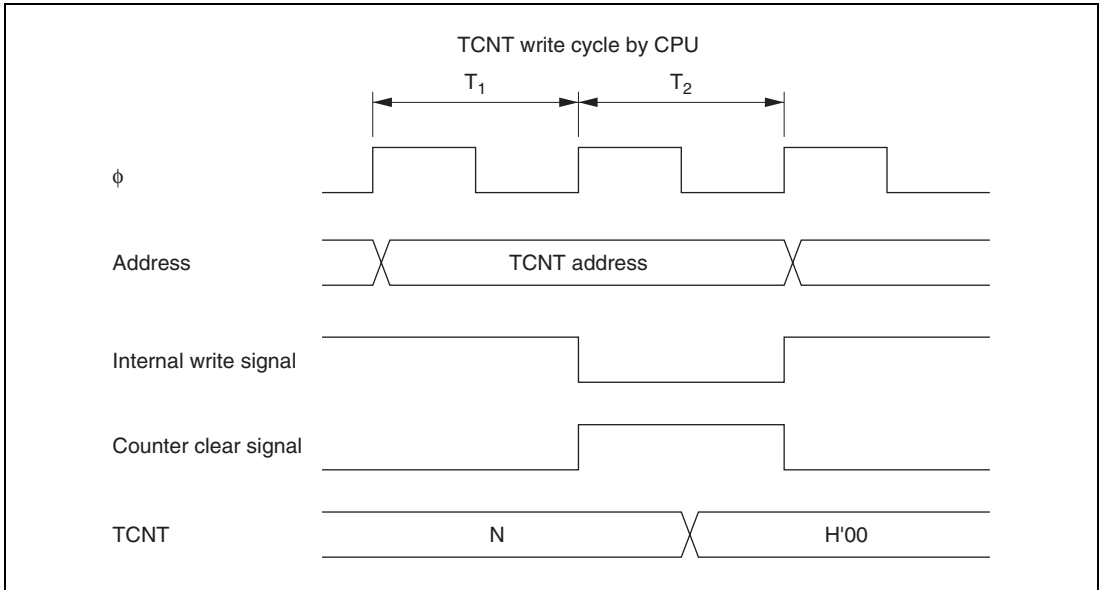 TCNT write cycle by CPU
T₁ T₂
φ
Address TCNT address
Internal write signal
Counter clear signal
TCNT N H'00